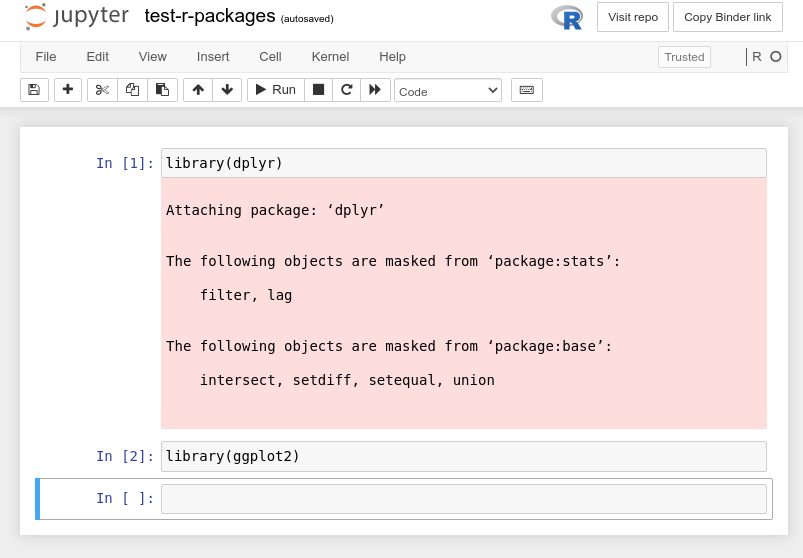 jupyter test-r-packages (autosaved)
R Visit repo Copy Binder link
File Edit View Insert Cell Kernel Help Trusted R
Run Code
In [1]: library(dplyr)
Attaching package: ‘dplyr’
The following objects are masked from ‘package:stats’:
filter, lag
The following objects are masked from ‘package:base’:
intersect, setdiff, setequal, union
In [2]: library(ggplot2)
In [ ]: